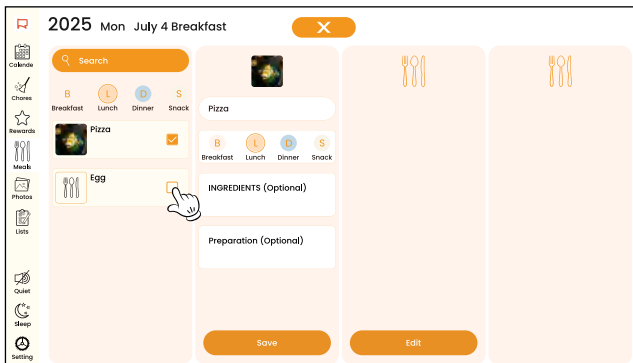 2025 Mon July 4 Breakfast
X
Calende
Chores
Rewards
Meals
Photos
Lists
Quiet
Sleep
Setting
Search
B L D S
Breakfast Lunch Dinner Snack
Pizza
Egg
Pizza
B L D S
Breakfast Lunch Dinner Snack
INGREDIENTS (Optional)
Preparation (Optional)
Save
Edit